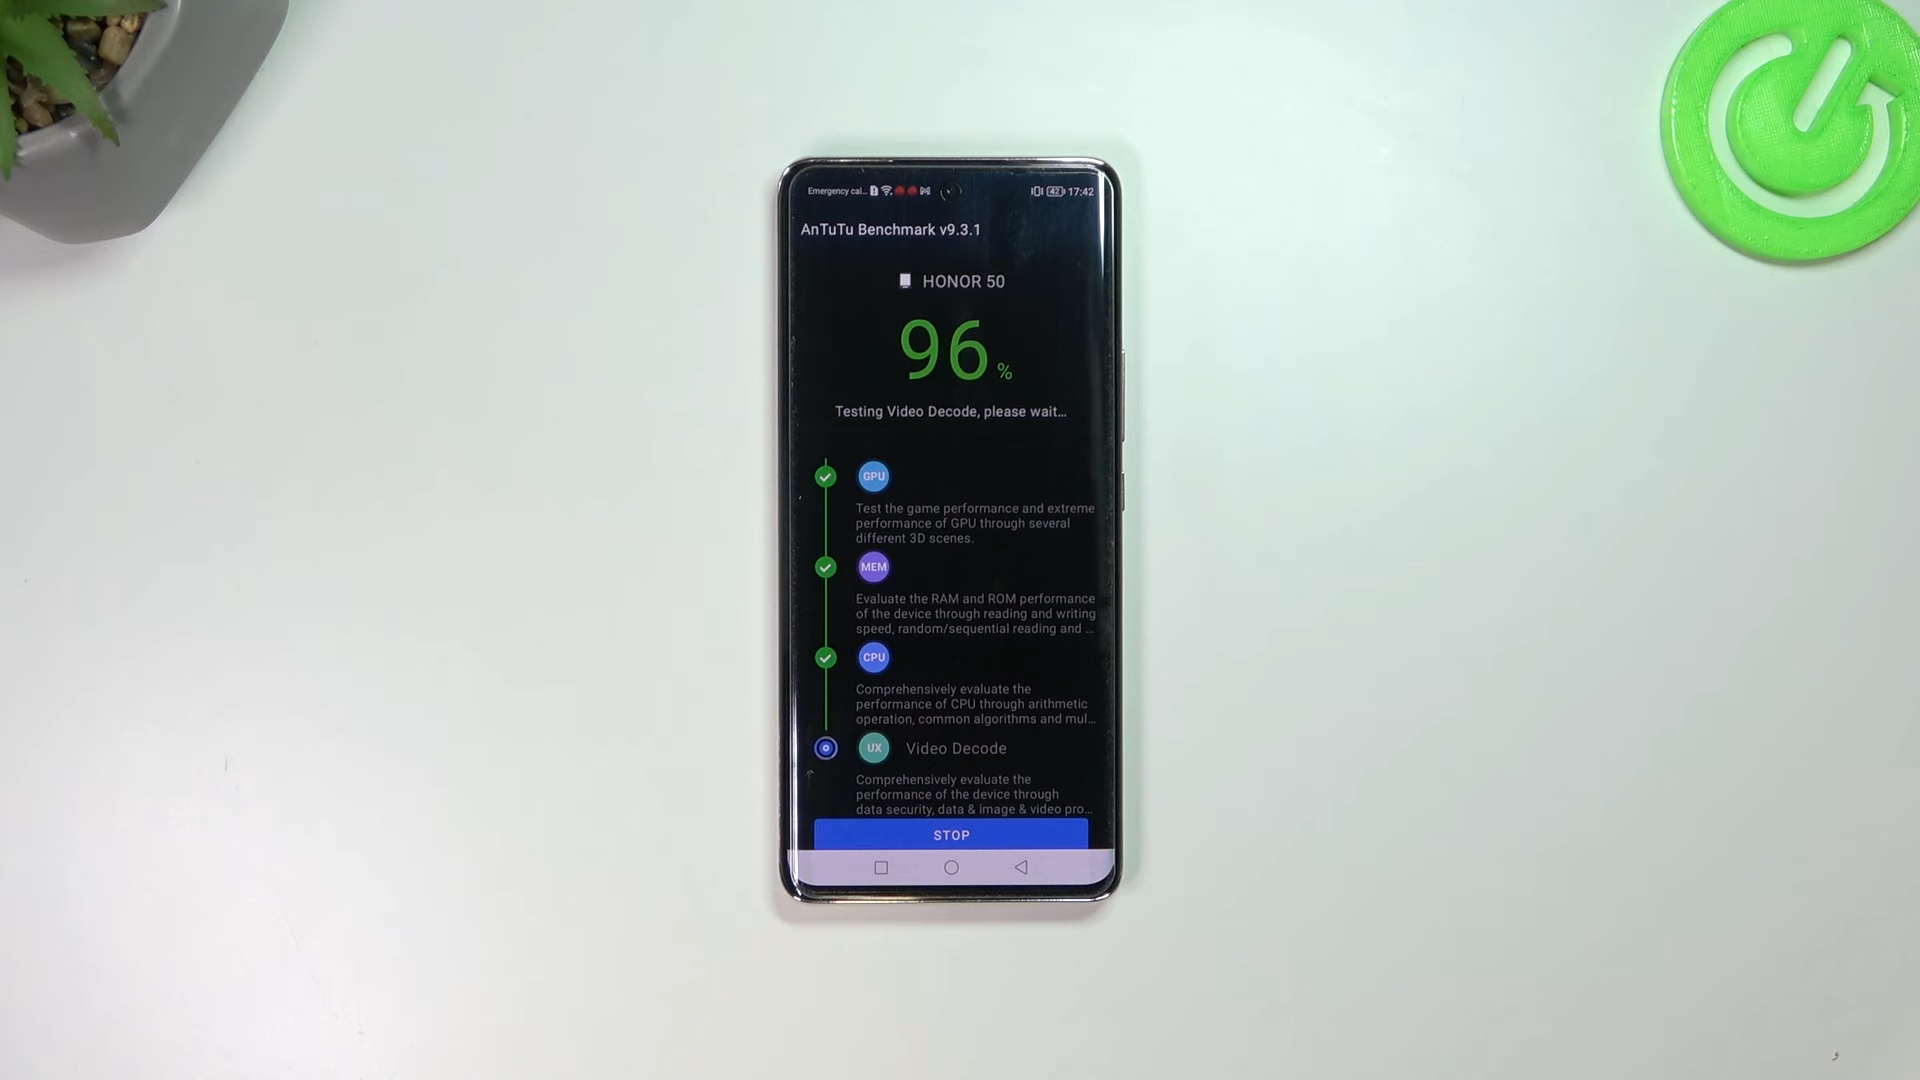 Emergency cal... 42 17:42
AnTuTu Benchmark v9.3.1
HONOR 50
96 %
Testing Video Decode, please wait...
GPU
Test the game performance and extreme
performance of GPU through several
different 3D scenes.
MEM
Evaluate the RAM and ROM performance
of the device through reading and writing
speed, random/sequential reading and ...
CPU
Comprehensively evaluate the
performance of CPU through arithmetic
operation, common algorithms and mul...
UX Video Decode
Comprehensively evaluate the
performance of the device through
data security, data & image & video pro...
STOP